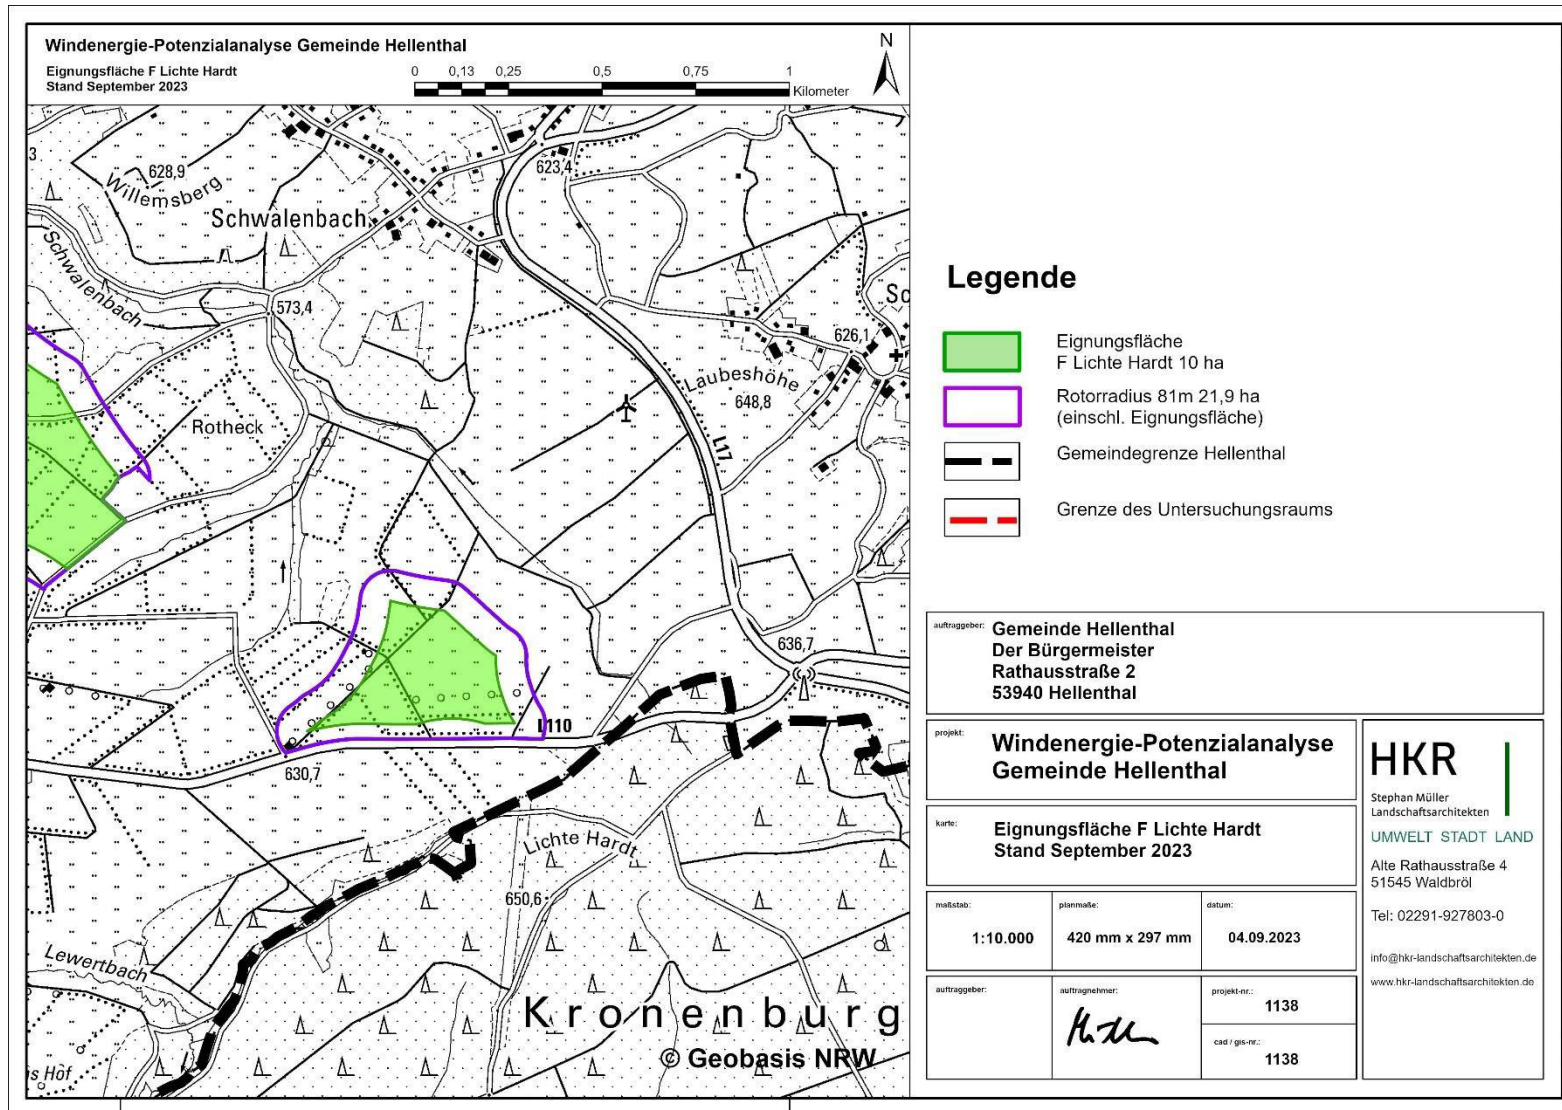 Windenergie-Potenzialanalyse Gemeinde Hellenthal
Eignungsfläche F Lichte Hardt
Stand September 2023
0 0,13 0,25 0,5 0,75 1
Kilometer
N
3
628,9
Willemsberg
Schwalenbach
623,4
Schwalenbach
573,4
Sc
626,1
Laubeshöhe
648,8
Rotheck
L17
636,7
L110
630,7
Lichte Hardt
650,6
Lewertbach
Kronenburg
© Geobasis NRW
is Höf
Legende
Eignungsfläche
F Lichte Hardt 10 ha
Rotorradius 81m 21,9 ha
(einschl. Eignungsfläche)
Gemeindegrenze Hellenthal
Grenze des Untersuchungsraums
auftraggeber:
Gemeinde Hellenthal
Der Bürgermeister
Rathausstraße 2
53940 Hellenthal
projekt:
Windenergie-Potenzialanalyse
Gemeinde Hellenthal
karte:
Eignungsfläche F Lichte Hardt
Stand September 2023
maßstab:
1:10.000
planmaße:
420 mm x 297 mm
datum:
04.09.2023
auftraggeber:
auftragnehmer:
projekt-nr.:
1138
cad / gis-nr.:
1138
HKR
Stephan Müller
Landschaftsarchitekten
UMWELT STADT LAND
Alte Rathausstraße 4
51545 Waldbröl
Tel: 02291-927803-0
info@hkr-landschaftsarchitekten.de
www.hkr-landschaftsarchitekten.de